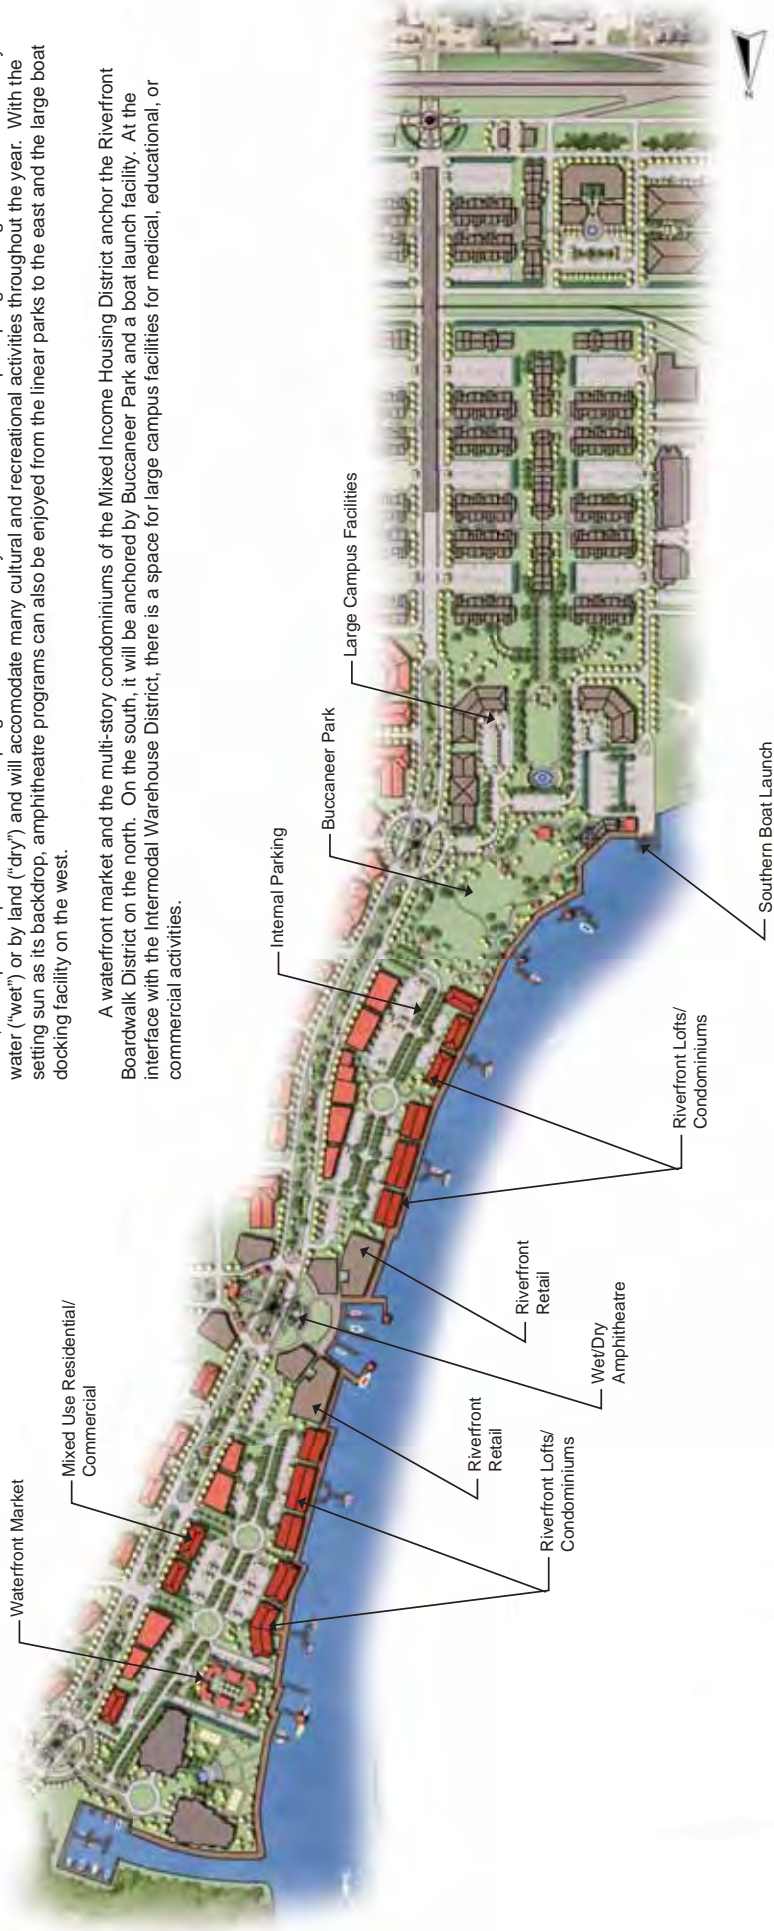 water (“wet”) or by land (“dry”) and will accomodate many cultural and recreational activities throughout the year. With the
setting sun as its backdrop, amphitheatre programs can also be enjoyed from the linear parks to the east and the large boat
docking facility on the west.
A waterfront market and the multi-story condominiums of the Mixed Income Housing District anchor the Riverfront
Boardwalk District on the north. On the south, it will be anchored by Buccaneer Park and a boat launch facility. At the
interface with the Intermodal Warehouse District, there is a space for large campus facilities for medical, educational, or
commercial activities.
Waterfront Market
Mixed Use Residential/
Commercial
Internal Parking
Buccaneer Park
Large Campus Facilities
Riverfront Lofts/
Condominiums
Riverfront
Retail
Wet/Dry
Amphitheatre
Riverfront
Retail
Riverfront Lofts/
Condominiums
Southern Boat Launch
N